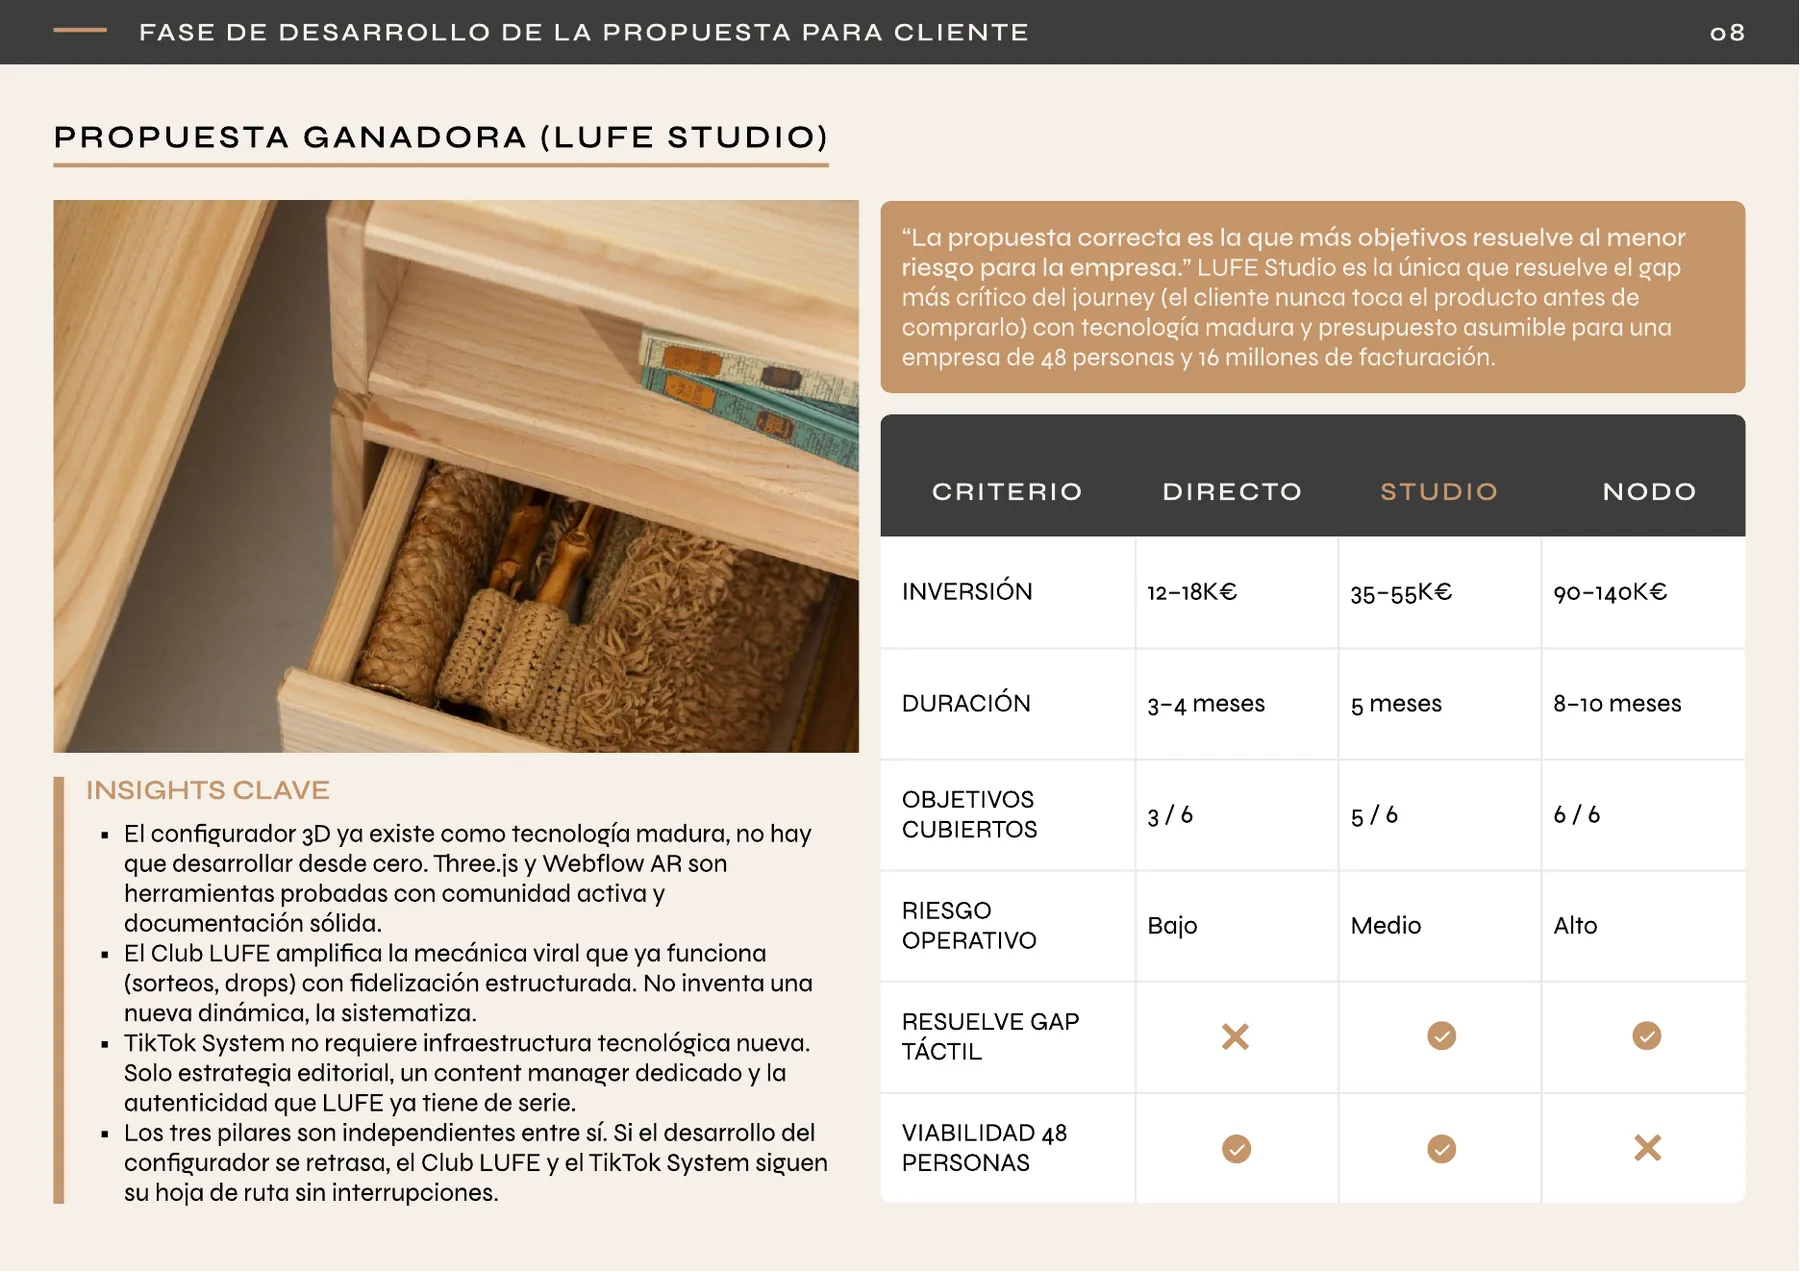 FASE DE DESARROLLO DE LA PROPUESTA PARA CLIENTE
08
PROPUESTA GANADORA (LUFE STUDIO)
“La propuesta correcta es la que más objetivos resuelve al menor
riesgo para la empresa.” LUFE Studio es la única que resuelve el gap
más crítico del journey (el cliente nunca toca el producto antes de
comprarlo) con tecnología madura y presupuesto asumible para una
empresa de 48 personas y 16 millones de facturación.
CRITERIO DIRECTO STUDIO NODO
INVERSIÓN 12–18K€ 35–55K€ 90–140K€
DURACIÓN 3–4 meses 5 meses 8–10 meses
OBJETIVOS
CUBIERTOS 3 / 6 5 / 6 6 / 6
RIESGO
OPERATIVO Bajo Medio Alto
RESUELVE GAP
TÁCTIL
VIABILIDAD 48
PERSONAS
INSIGHTS CLAVE
▪ El configurador 3D ya existe como tecnología madura, no hay
que desarrollar desde cero. Three.js y Webflow AR son
herramientas probadas con comunidad activa y
documentación sólida.
▪ El Club LUFE amplifica la mecánica viral que ya funciona
(sorteos, drops) con fidelización estructurada. No inventa una
nueva dinámica, la sistematiza.
▪ TikTok System no requiere infraestructura tecnológica nueva.
Solo estrategia editorial, un content manager dedicado y la
autenticidad que LUFE ya tiene de serie.
▪ Los tres pilares son independientes entre sí. Si el desarrollo del
configurador se retrasa, el Club LUFE y el TikTok System siguen
su hoja de ruta sin interrupciones.